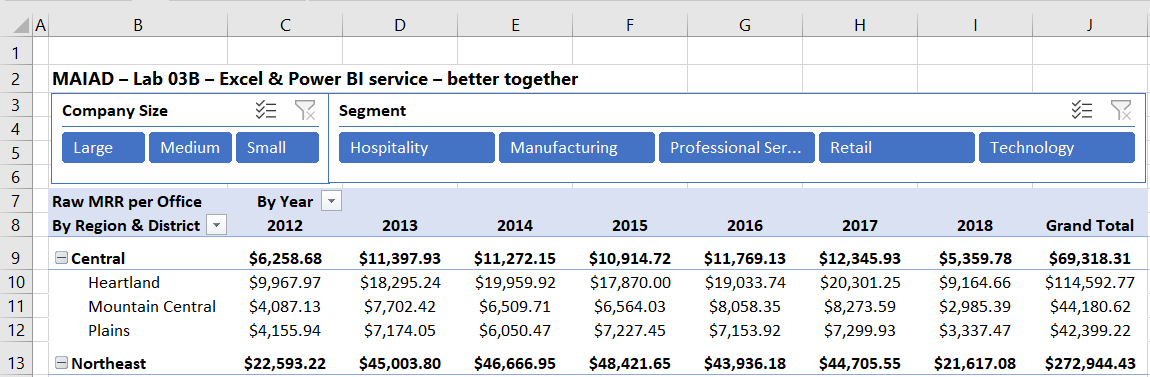 A B C D E F G H I J
1
2 MAIAD – Lab 03B – Excel & Power BI service – better together
3 Company Size Segment
4
5 Large Medium Small Hospitality Manufacturing Professional Ser... Retail Technology
6
7 Raw MRR per Office By Year
8 By Region & District 2012 2013 2014 2015 2016 2017 2018 Grand Total
9 Central $6,258.68 $11,397.93 $11,272.15 $10,914.72 $11,769.13 $12,345.93 $5,359.78 $69,318.31
10 Heartland $9,967.97 $18,295.24 $19,959.92 $17,870.00 $19,033.74 $20,301.25 $9,164.66 $114,592.77
11 Mountain Central $4,087.13 $7,702.42 $6,509.71 $6,564.03 $8,058.35 $8,273.59 $2,985.39 $44,180.62
12 Plains $4,155.94 $7,174.05 $6,050.47 $7,227.45 $7,153.92 $7,299.93 $3,337.47 $42,399.22
13 Northeast $22,593.22 $45,003.80 $46,666.95 $48,421.65 $43,936.18 $44,705.55 $21,617.08 $272,944.43